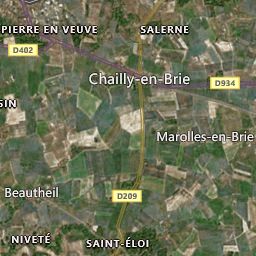 PIERRE EN VEUVE
SALERNE
D402
Chailly-en-Brie
D934
SIN
Marolles-en-Brie
Beautheil
D209
NIVETÉ
SAINT-ÉLOI